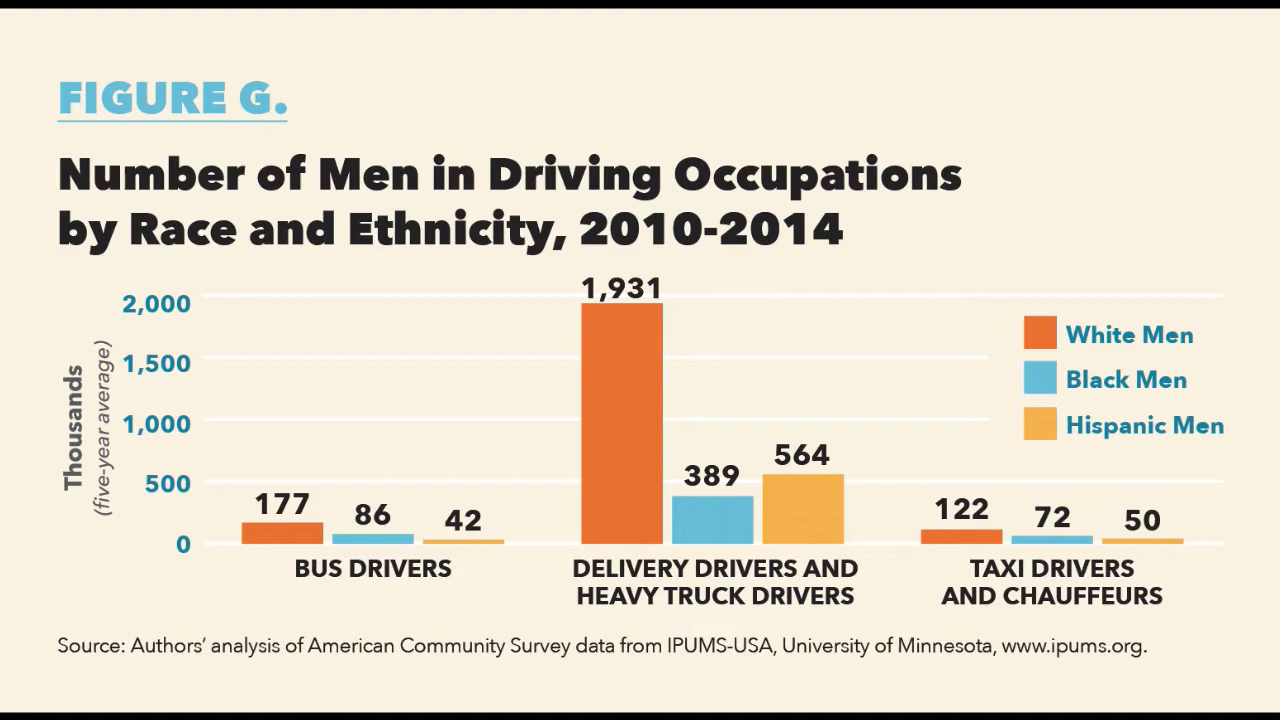 FIGURE G.
Number of Men in Driving Occupations
by Race and Ethnicity, 2010-2014
Thousands
(five-year average)
2,000
1,500
1,000
500
0
177
86
42
1,931
389
564
122
72
50
White Men
Black Men
Hispanic Men
BUS DRIVERS
DELIVERY DRIVERS AND
HEAVY TRUCK DRIVERS
TAXI DRIVERS
AND CHAUFFEURS
Source: Authors’ analysis of American Community Survey data from IPUMS-USA, University of Minnesota, www.ipums.org.